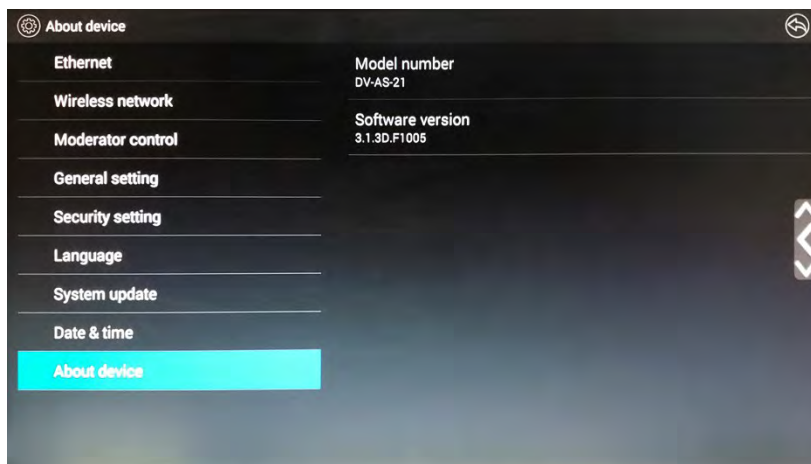 About device
Ethernet
Wireless network
Moderator control
General setting
Security setting
Language
System update
Date & time
About device
Model number
DV-AS-21
Software version
3.1.3D.F1005